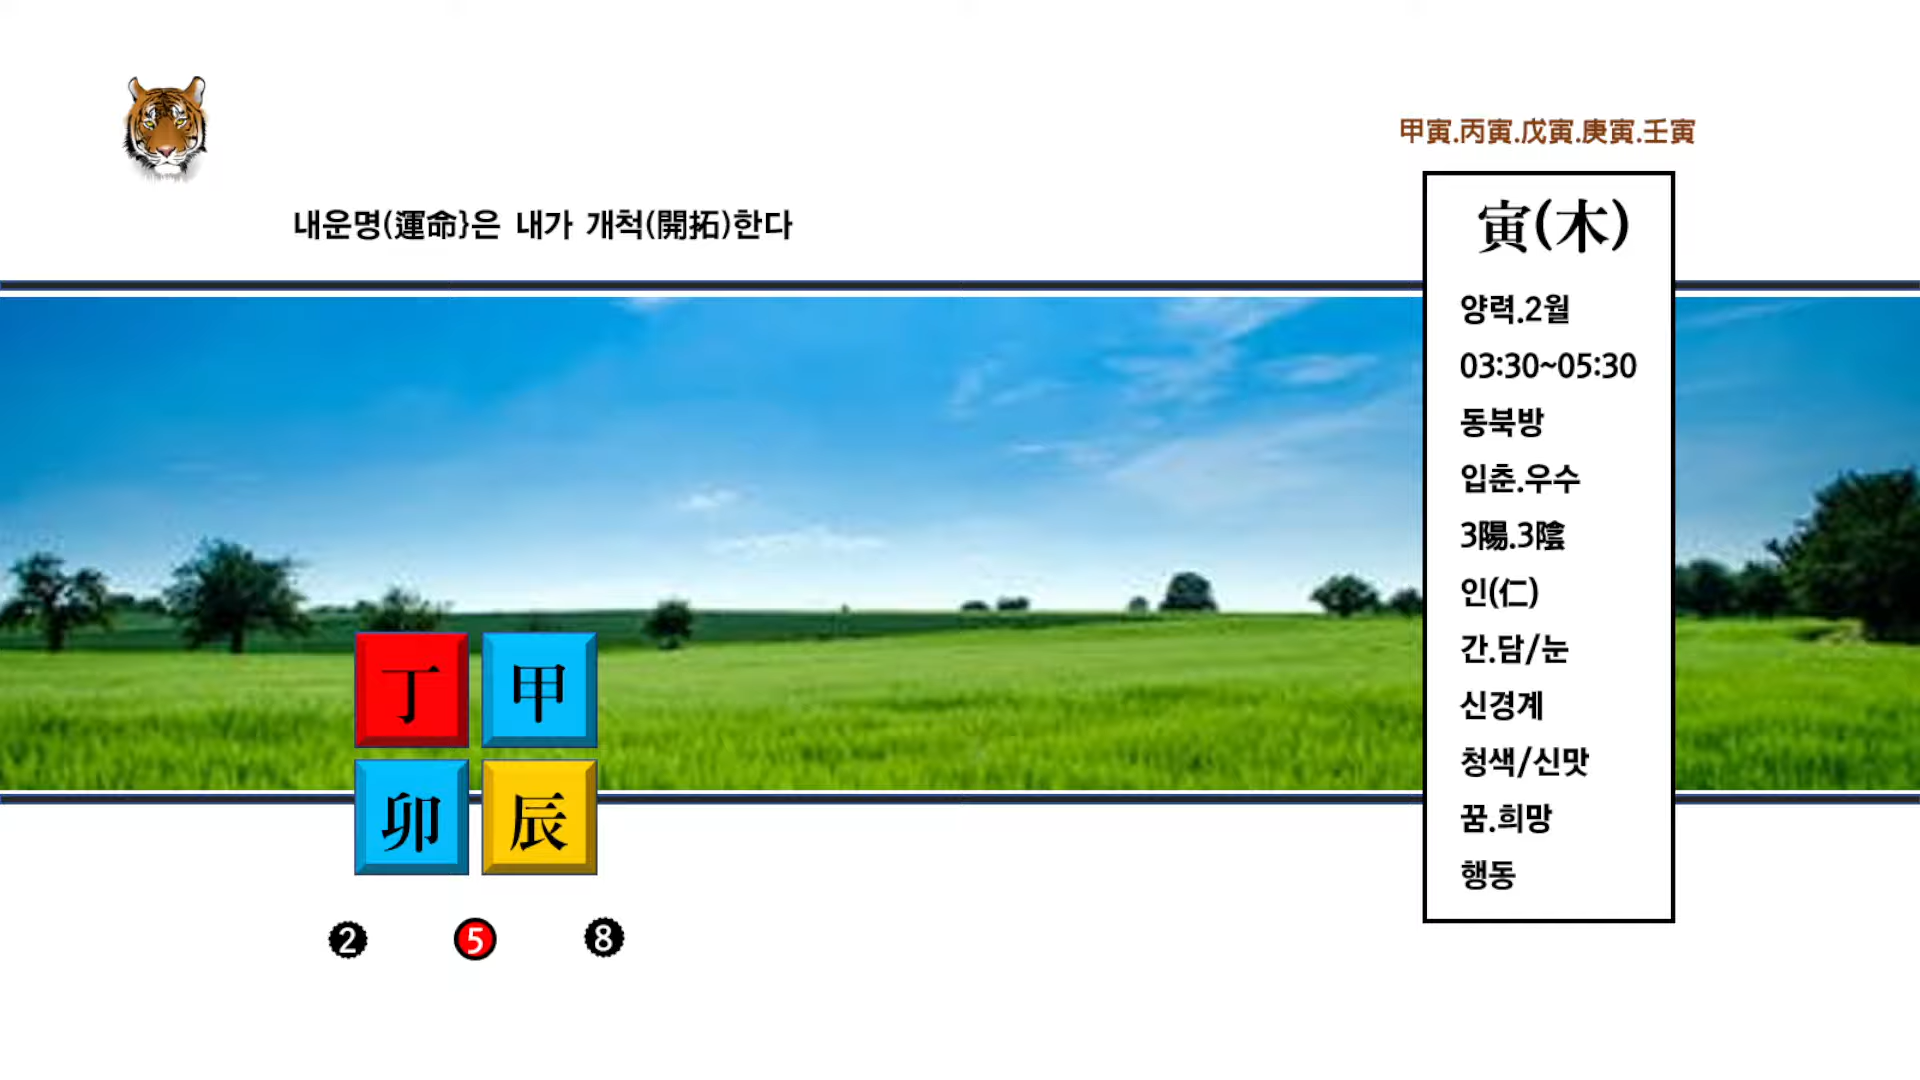 甲寅.丙寅.戊寅.庚寅.壬寅
내운명(運命}은 내가 개척(開拓)한다
寅(木)
양력.2월
03:30~05:30
동북방
입춘.우수
3陽.3陰
인(仁)
간.담/눈
신경계
청색/신맛
꿈.희망
행동
丁 甲
卯 辰
2 5 8